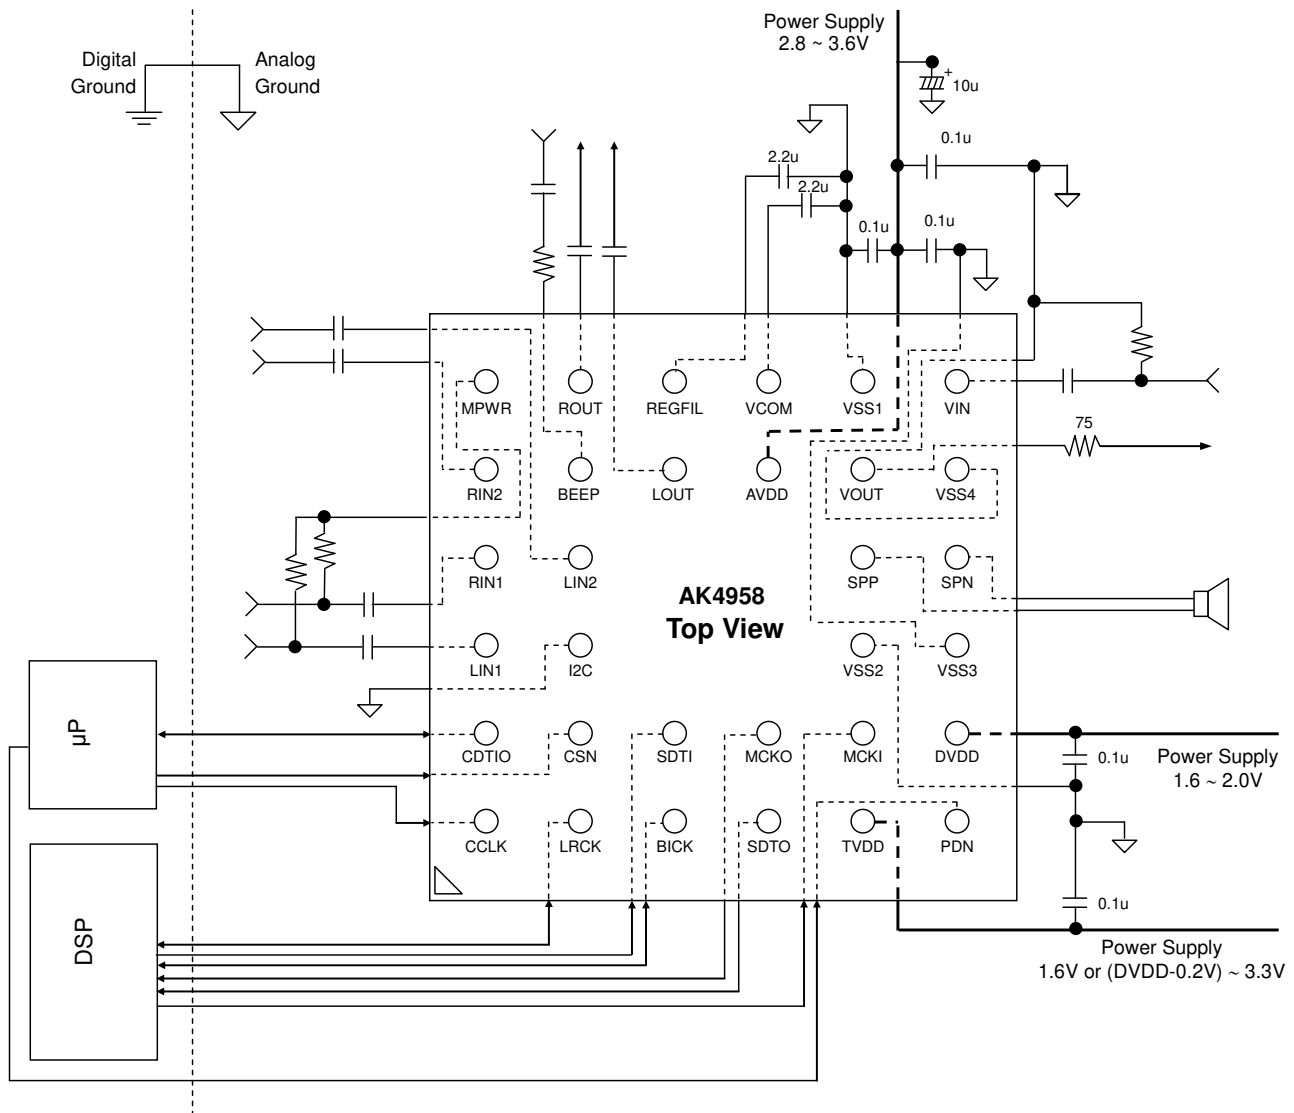 Power Supply
2.8 ~ 3.6V
Digital
Ground
Analog
Ground
+
10u
0.1u
2.2u
2.2u
0.1u
0.1u
MPWR
ROUT
REGFIL
VCOM
VSS1
VIN
75
RIN2
BEEP
LOUT
AVDD
VOUT
VSS4
RIN1
LIN2
SPP
SPN
AK4958
Top View
LIN1
I2C
VSS2
VSS3
µP
CDTIO
CSN
SDTI
MCKO
MCKI
DVDD
0.1u
Power Supply
1.6 ~ 2.0V
CCLK
LRCK
BICK
SDTO
TVDD
PDN
DSP
0.1u
Power Supply
1.6V or (DVDD-0.2V) ~ 3.3V